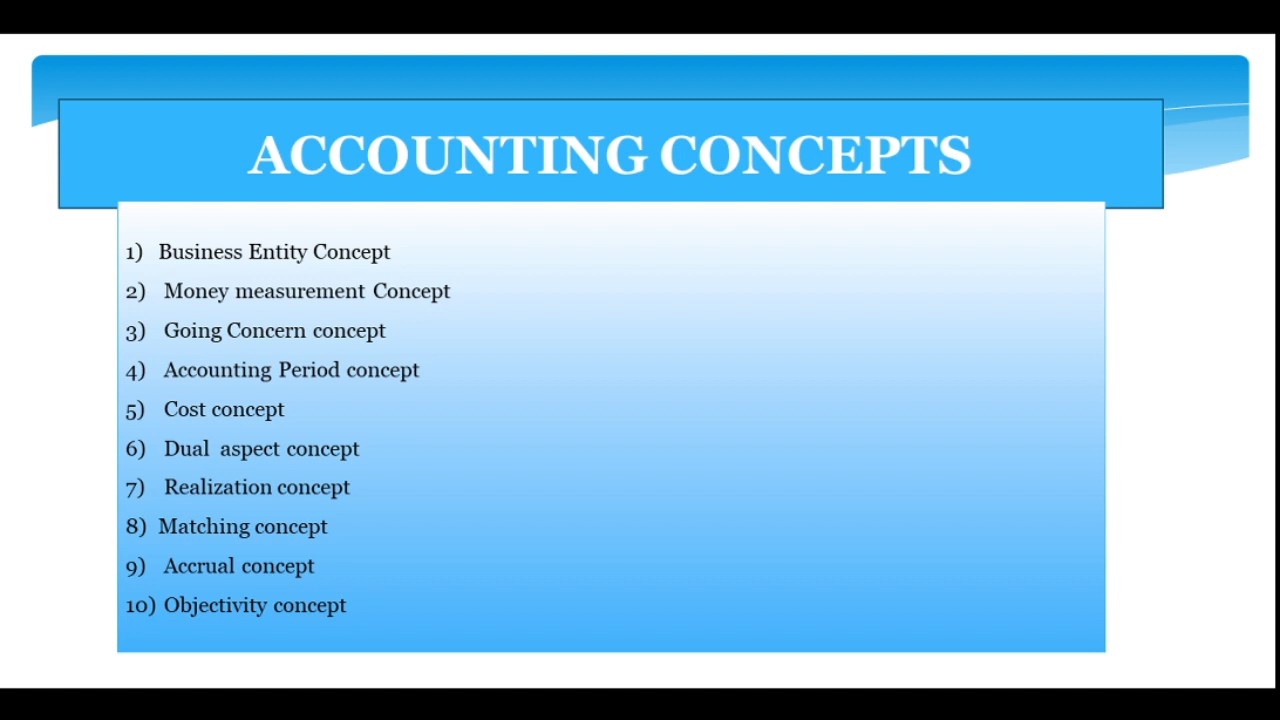 ACCOUNTING CONCEPTS
1) Business Entity Concept
2) Money measurement Concept
3) Going Concern concept
4) Accounting Period concept
5) Cost concept
6) Dual aspect concept
7) Realization concept
8) Matching concept
9) Accrual concept
10) Objectivity concept